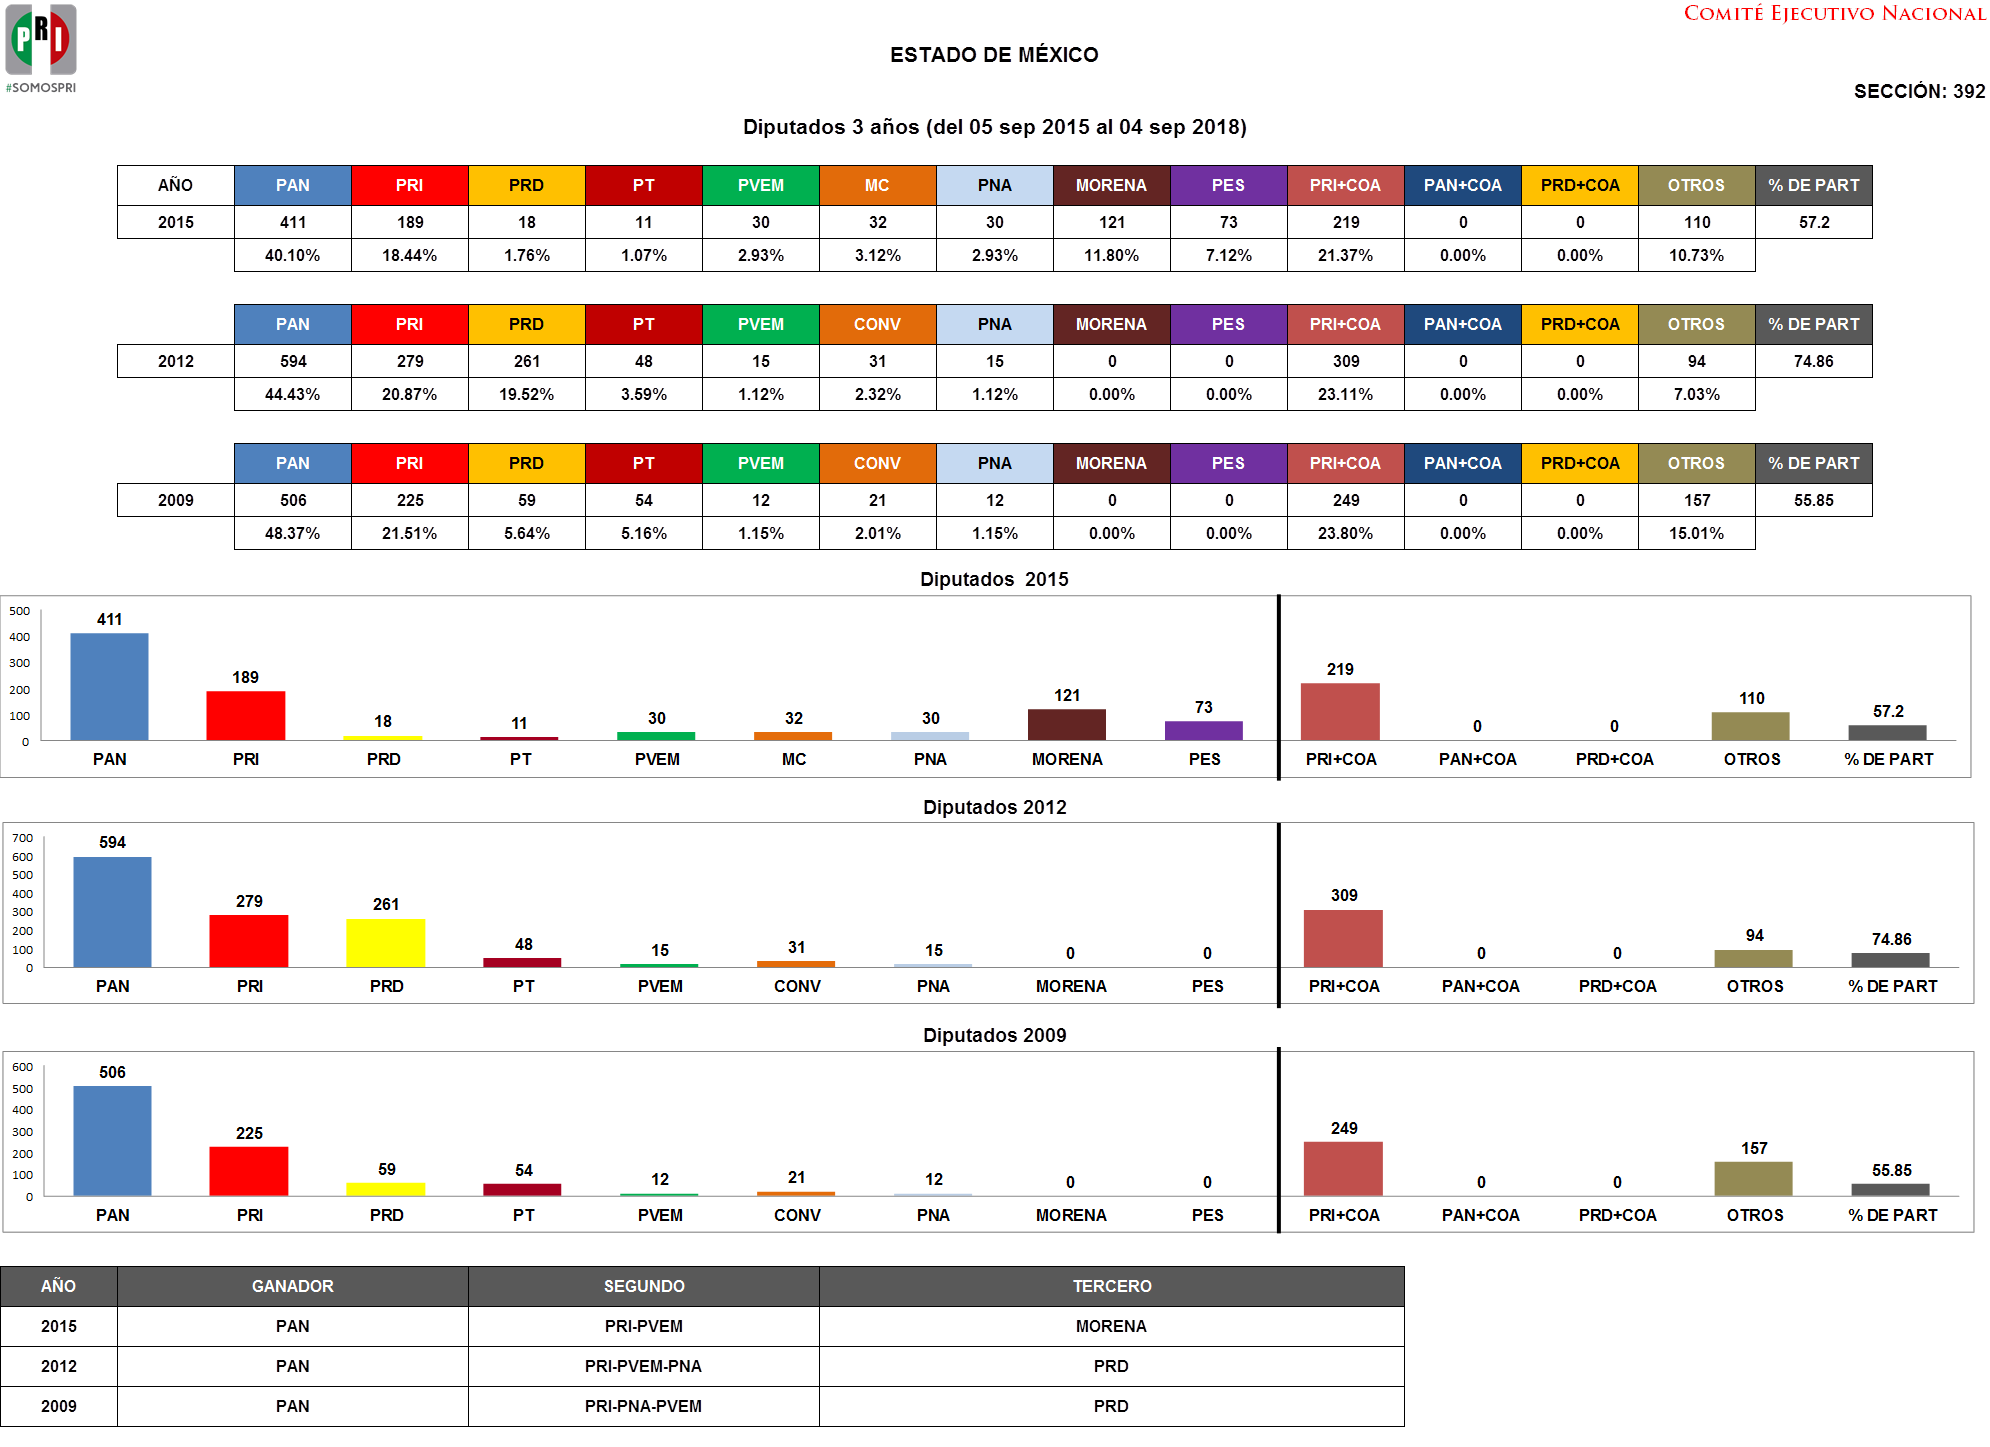 PRI
#SOMOSPRI
COMITÉ EJECUTIVO NACIONAL
ESTADO DE MÉXICO
SECCIÓN: 392
Diputados 3 años (del 05 sep 2015 al 04 sep 2018)
AÑO PAN PRI PRD PT PVEM MC PNA MORENA PES PRI+COA PAN+COA PRD+COA OTROS % DE PART
2015 411 189 18 11 30 32 30 121 73 219 0 0 110 57.2
40.10% 18.44% 1.76% 1.07% 2.93% 3.12% 2.93% 11.80% 7.12% 21.37% 0.00% 0.00% 10.73%
PAN PRI PRD PT PVEM CONV PNA MORENA PES PRI+COA PAN+COA PRD+COA OTROS % DE PART
2012 594 279 261 48 15 31 15 0 0 309 0 0 94 74.86
44.43% 20.87% 19.52% 3.59% 1.12% 2.32% 1.12% 0.00% 0.00% 23.11% 0.00% 0.00% 7.03%
PAN PRI PRD PT PVEM CONV PNA MORENA PES PRI+COA PAN+COA PRD+COA OTROS % DE PART
2009 506 225 59 54 12 21 12 0 0 249 0 0 157 55.85
48.37% 21.51% 5.64% 5.16% 1.15% 2.01% 1.15% 0.00% 0.00% 23.80% 0.00% 0.00% 15.01%
Diputados 2015
500
400
300
200
100
0
411 189 18 11 30 32 30 121 73 219 0 0 110 57.2
PAN PRI PRD PT PVEM MC PNA MORENA PES PRI+COA PAN+COA PRD+COA OTROS % DE PART
Diputados 2012
700
600
500
400
300
200
100
0
594 279 261 48 15 31 15 0 0 309 0 0 94 74.86
PAN PRI PRD PT PVEM CONV PNA MORENA PES PRI+COA PAN+COA PRD+COA OTROS % DE PART
Diputados 2009
600
500
400
300
200
100
0
506 225 59 54 12 21 12 0 0 249 0 0 157 55.85
PAN PRI PRD PT PVEM CONV PNA MORENA PES PRI+COA PAN+COA PRD+COA OTROS % DE PART
AÑO GANADOR SEGUNDO TERCERO
2015 PAN PRI-PVEM MORENA
2012 PAN PRI-PVEM-PNA PRD
2009 PAN PRI-PNA-PVEM PRD